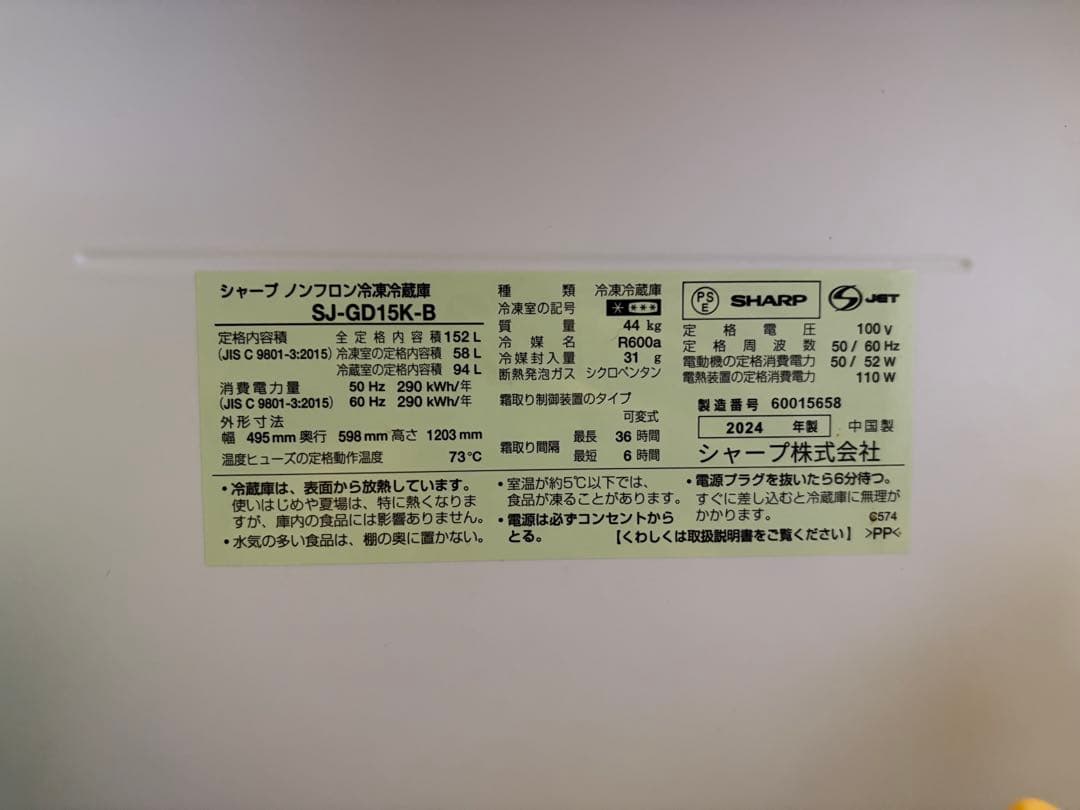 シャープ ノンフロン冷凍冷蔵庫
SJ-GD15K-B
定格内容積 全定格内容積 152 L
(JIS C 9801-3:2015) 冷凍室の定格内容積 58 L
冷蔵室の定格内容積 94 L
消費電力量 50 Hz 290 kWh/年
(JIS C 9801-3:2015) 60 Hz 290 kWh/年
外形寸法
幅 495 mm 奥行 598 mm 高さ 1203 mm
温度ヒューズの定格動作温度 73℃
種類 冷凍冷蔵庫
冷凍室の記号 ****
質量 44 kg
冷媒名 R600a
冷媒封入量 31 g
断熱発泡ガス シクロペンタン
霜取り制御装置のタイプ
可変式
霜取り間隔 最長 36 時間
最短 6 時間
PSE SHARP S JET
定格電圧 100 V
定格周波数 50 / 60 Hz
電動機の定格消費電力 50 / 52 W
電熱装置の定格消費電力 110 W
製造番号 60015658
2024 年製 中国製
シャープ株式会社
・冷蔵庫は、表面から放熱しています。
使いはじめや夏場は、特に熱くなりま
すが、庫内の食品には影響ありません。
・水気の多い食品は、棚の奥に置かない。
・室温が約5℃以下では、
食品が凍ることがあります。
・電源は必ずコンセントから
とる。
・電源プラグを抜いたら6分待つ。
すぐに差し込むと冷蔵庫に無理が
かかります。
C574
【くわしくは取扱説明書をご覧ください】 >PP<